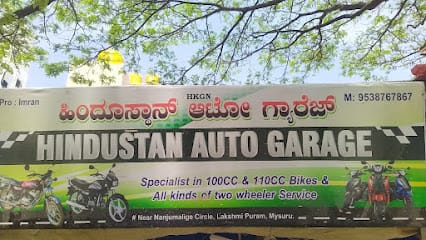 HKGN
Pro : Imran
ಹಿಂದೂಸ್ಥಾನ್ ಆಟೋ ಗ್ಯಾರೇಜ್
M: 9538767867
HINDUSTAN AUTO GARAGE
Specialist in 100CC & 110CC Bikes &
All kinds of two wheeler Service
# Near Nanjumalige Circle, Lakshmi Puram, Mysuru.